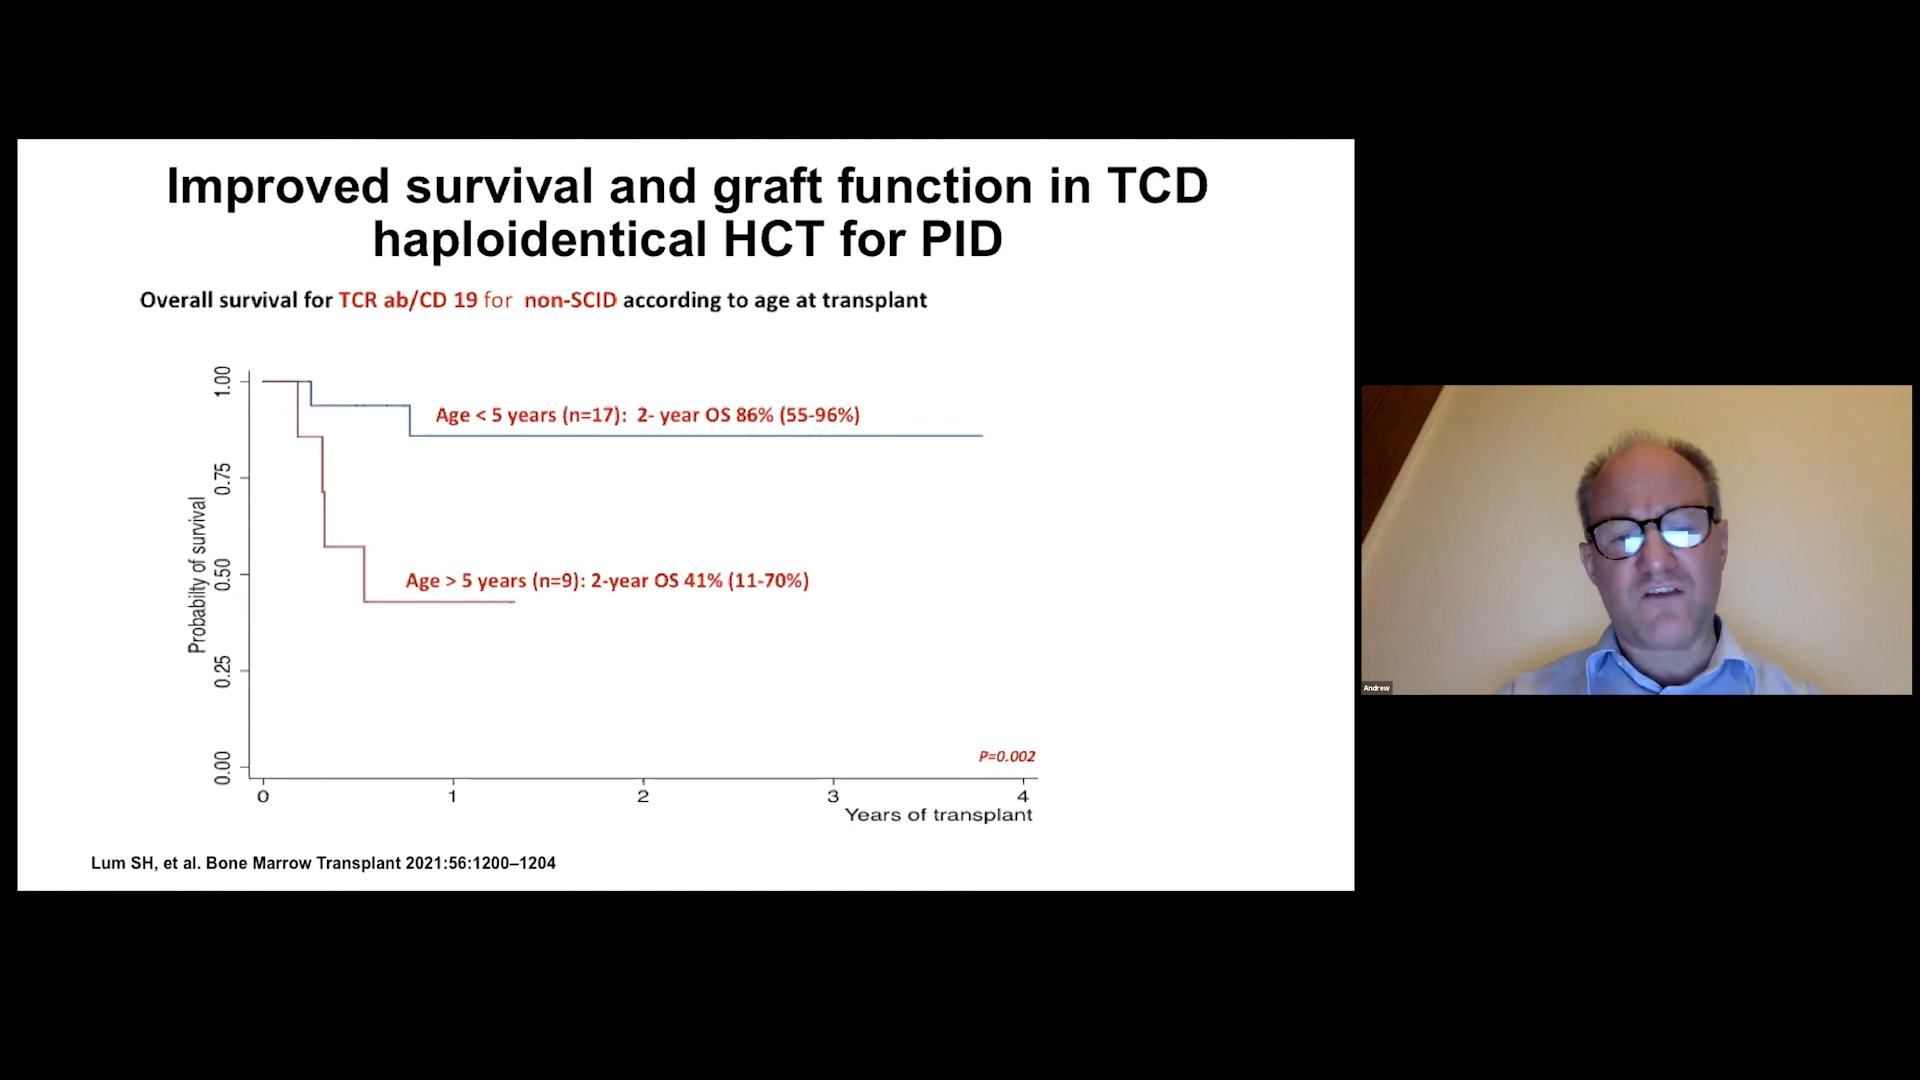 Improved survival and graft function in TCD
haploidentical HCT for PID
Overall survival for TCR ab/CD 19 for non-SCID according to age at transplant
1.00
0.75
0.50
0.25
0.00
Probabilty of survival
Age < 5 years (n=17): 2- year OS 86% (55-96%)
Age > 5 years (n=9): 2-year OS 41% (11-70%)
P=0.002
0 1 2 3 4
Years of transplant
Lum SH, et al. Bone Marrow Transplant 2021:56:1200–1204
Andrew